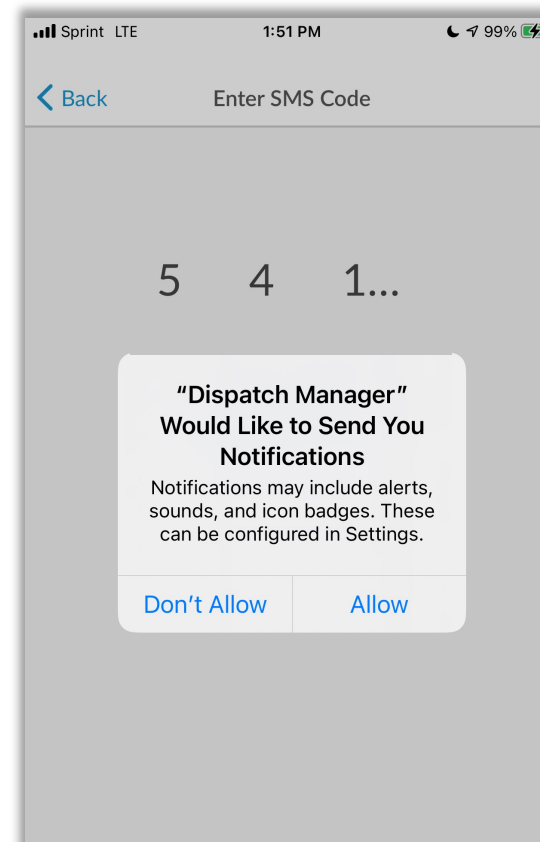 Sprint LTE 1:51 PM 99%
Back Enter SMS Code
5 4 1...
“Dispatch Manager”
Would Like to Send You
Notifications
Notifications may include alerts,
sounds, and icon badges. These
can be configured in Settings.
Don’t Allow Allow